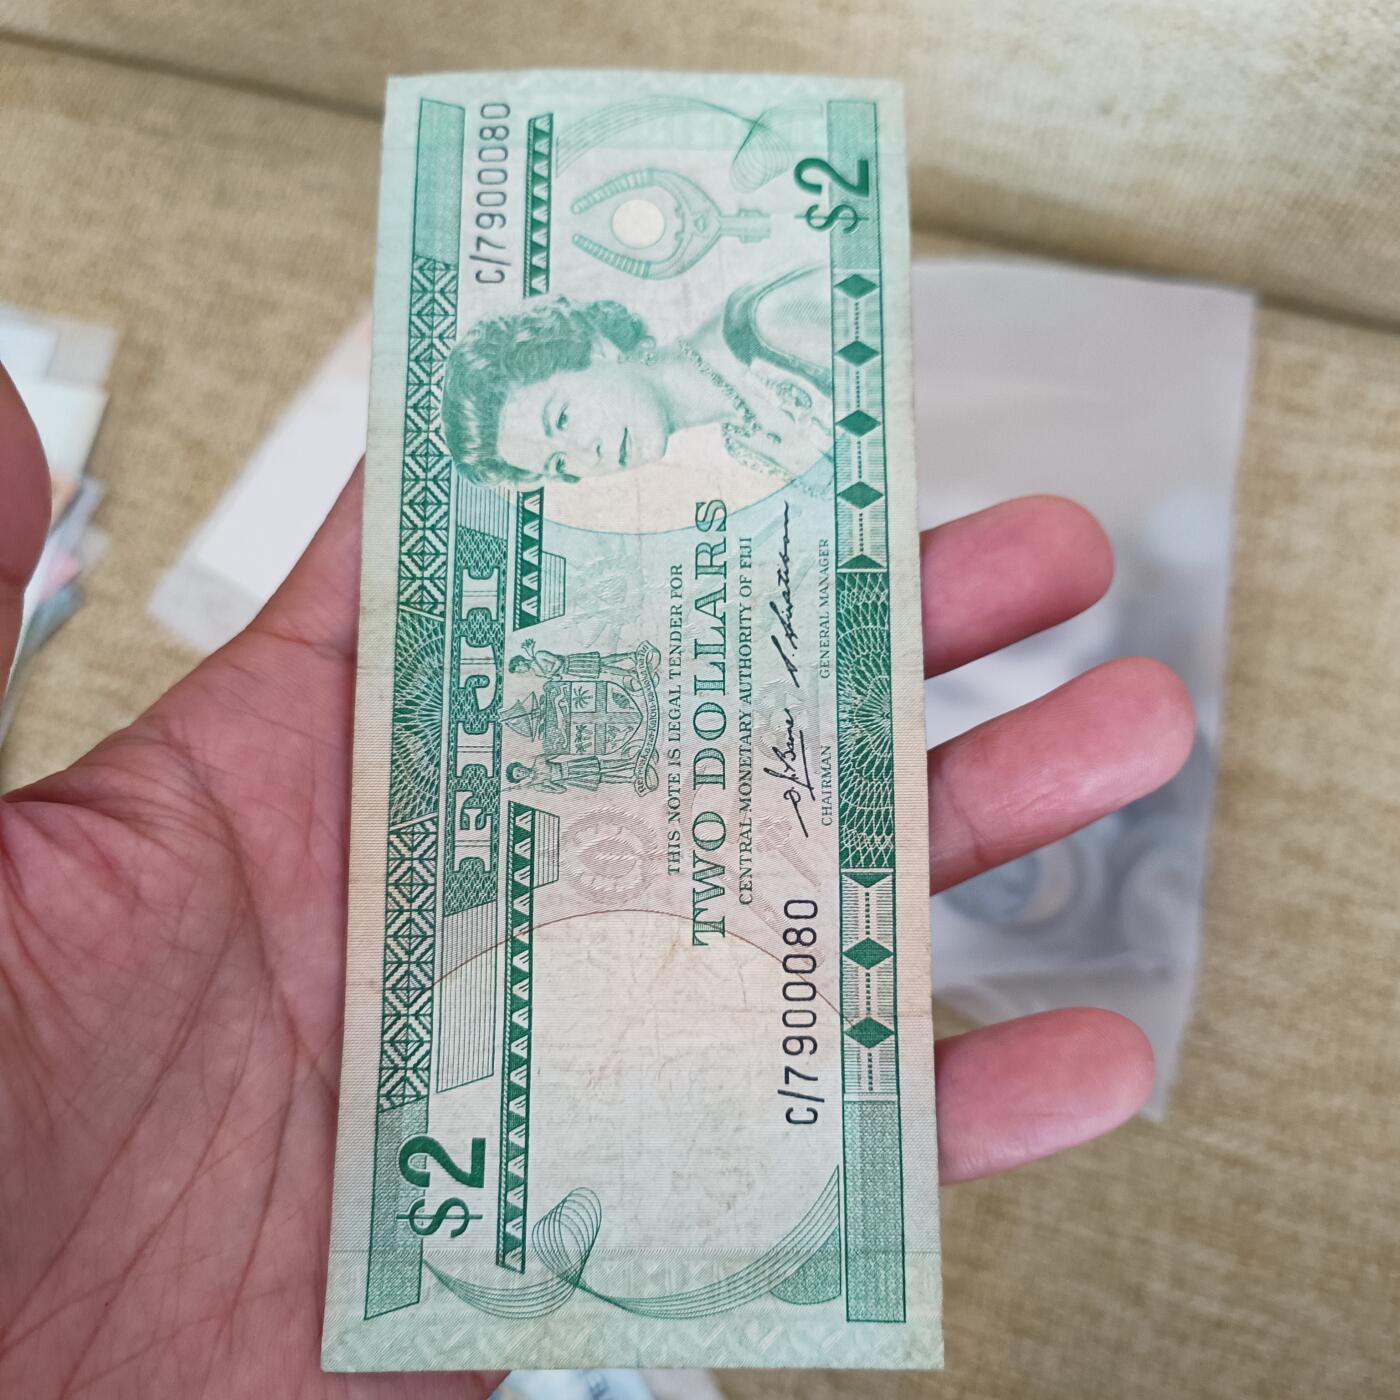 C/7900080
$2
FIJI
THIS NOTE IS LEGAL TENDER FOR
TWO DOLLARS
CENTRAL MONETARY AUTHORITY OF FIJI
CHAIRMAN
GENERAL MANAGER
C/7900080
$2